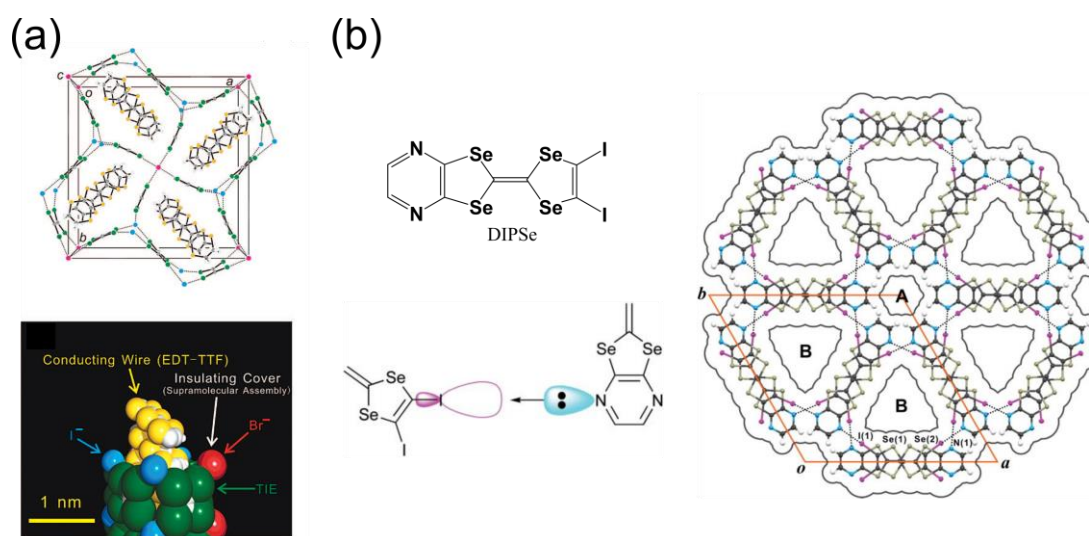 (a)
c
o
a
b
Conducting Wire (EDT-TTF)
Insulating Cover
(Supramolecular Assembly)
I⁻
Br⁻
TIE
1 nm
(b)
N
Se
Se
I
N
Se
Se
I
DIPSe
Se
Se
I
I
N
Se
Se
N
b
A
B
B
I(1)
Se(1)
Se(2)
N(1)
o
a